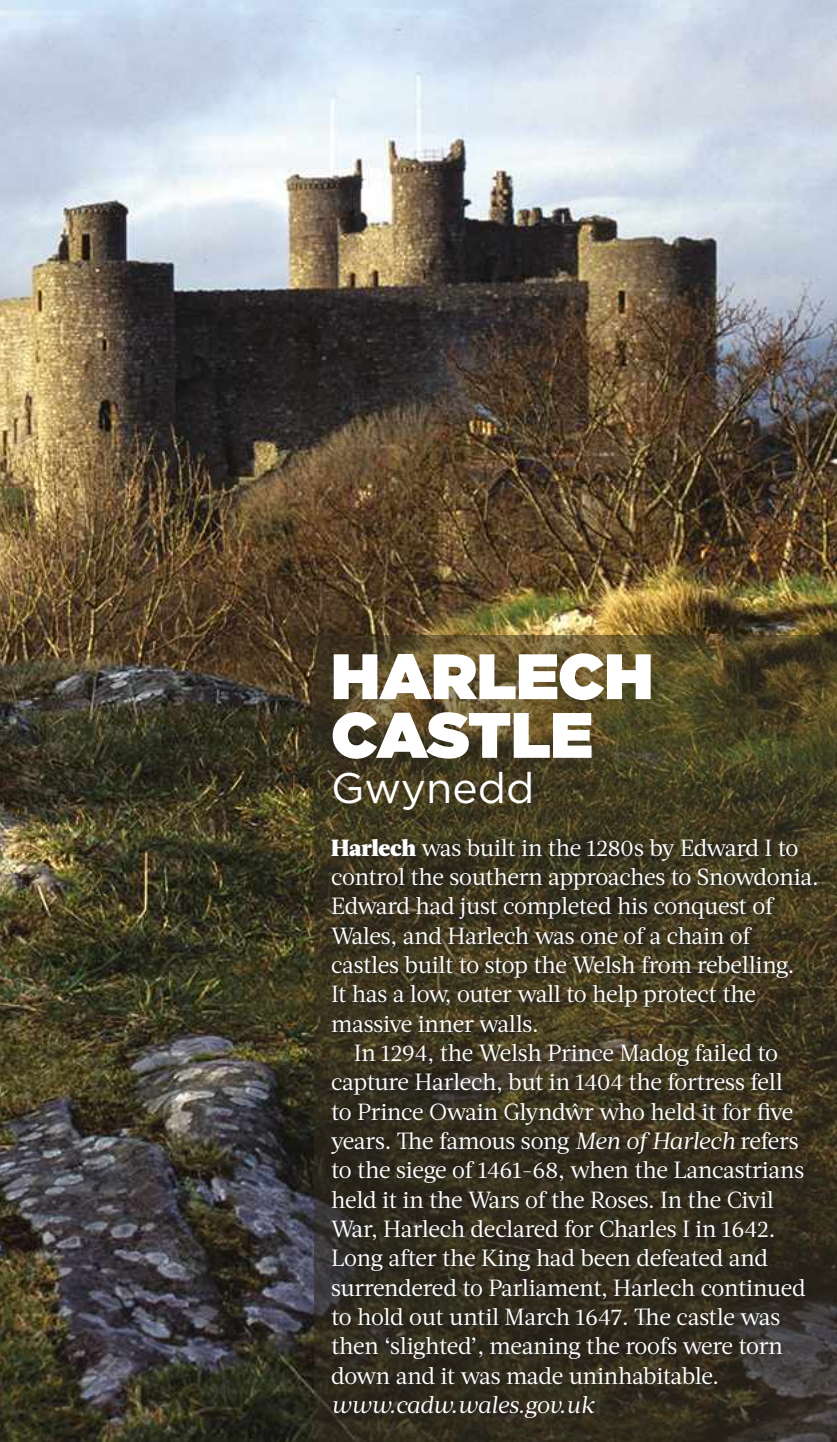 HARLECH
CASTLE
Gwynedd
Harlech was built in the 1280s by Edward I to
control the southern approaches to Snowdonia.
Edward had just completed his conquest of
Wales, and Harlech was one of a chain of
castles built to stop the Welsh from rebelling.
It has a low, outer wall to help protect the
massive inner walls.
In 1294, the Welsh Prince Madog failed to
capture Harlech, but in 1404 the fortress fell
to Prince Owain Glyndŵr who held it for five
years. The famous song Men of Harlech refers
to the siege of 1461-68, when the Lancastrians
held it in the Wars of the Roses. In the Civil
War, Harlech declared for Charles I in 1642.
Long after the King had been defeated and
surrendered to Parliament, Harlech continued
to hold out until March 1647. The castle was
then ‘slighted’, meaning the roofs were torn
down and it was made uninhabitable.
www.cadw.wales.gov.uk